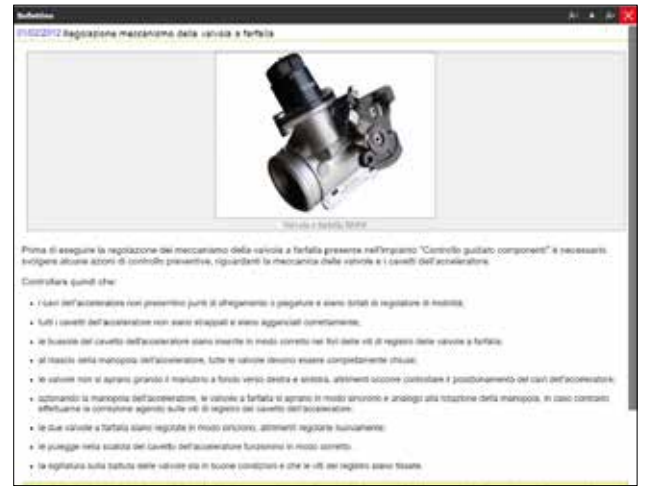 Bollettino
A- A A+
01/02/2012 Regolazione meccanismo della valvola a farfalla
Valvola a farfalla BMW
Prima di eseguire la regolazione del meccanismo della valvola a farfalla presente nell'impianto "Controllo guidato componenti" è necessario
svolgere alcune azioni di controllo preventive, riguardanti la meccanica delle valvole e i cavetti dell'acceleratore.
Controllare quindi che:
• i cavi dell'acceleratore non presentino punti di sfregamento o piegature e siano dotati di regolatore di mobilità;
• tutti i cavetti dell'acceleratore non siano strappati e siano agganciati correttamente;
• le bussole del cavetto dell'acceleratore siano inserite in modo corretto nei fori delle viti di registro delle valvole a farfalla;
• al rilascio della manopola dell'acceleratore, tutte le valvole devono essere completamente chiuse;
• le valvole non si aprano girando il manubrio a fondo verso destra e sinistra, altrimenti occorre controllare il posizionamento dei cavi dell'acceleratore;
• azionando la manopola dell'acceleratore, le valvole a farfalla si aprano in modo sincrono e analogo alla rotazione della manopola, in caso contrario
effettuarne la correzione agendo sulle viti di registro del cavetto dell'acceleratore;
• le due valvole a farfalla siano regolate in modo sincrono, altrimenti regolarle nuovamente;
• le pulegge nella scatola del cavetto dell'acceleratore funzionino in modo corretto;
• la sigillatura sulla battuta delle valvole sia in buone condizioni e che le viti del registro siano fissate.